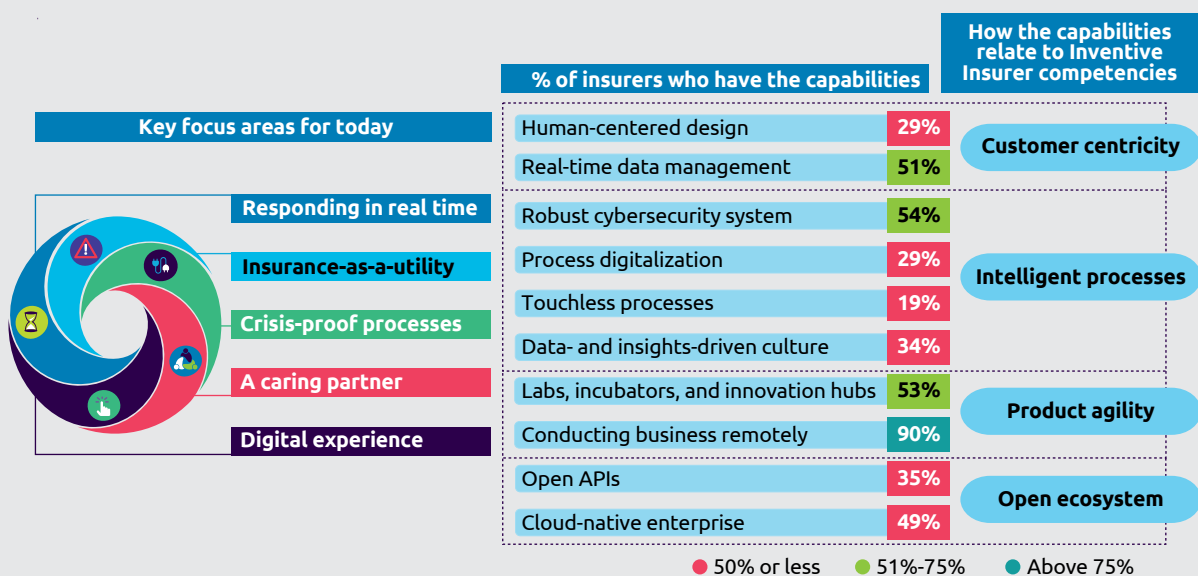 Key focus areas for today
Responding in real time
Insurance-as-a-utility
Crisis-proof processes
A caring partner
Digital experience
% of insurers who have the capabilities
How the capabilities
relate to Inventive
Insurer competencies
Human-centered design 29%
Real-time data management 51%
Customer centricity
Robust cybersecurity system 54%
Process digitalization 29%
Touchless processes 19%
Data- and insights-driven culture 34%
Intelligent processes
Labs, incubators, and innovation hubs 53%
Conducting business remotely 90%
Product agility
Open APIs 35%
Cloud-native enterprise 49%
Open ecosystem
50% or less 51%-75% Above 75%